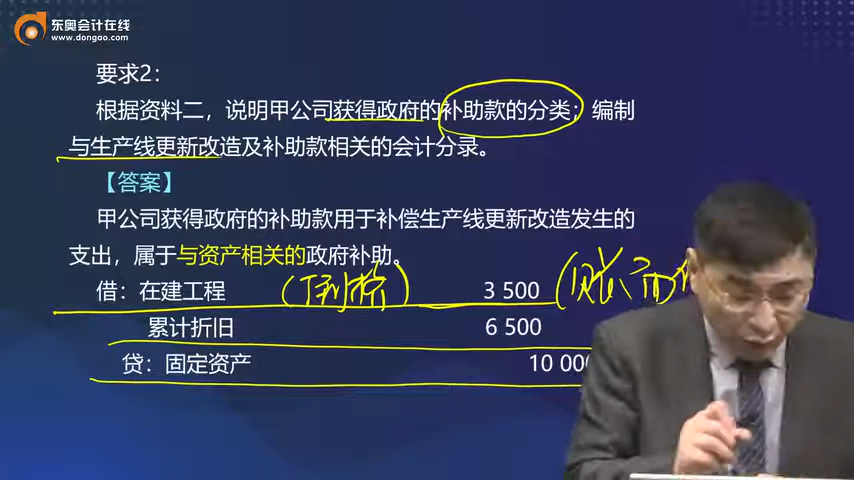 东奥会计在线
www.dongao.com
要求2：
根据资料二，说明甲公司获得政府的补助款的分类；编制
与生产线更新改造及补助款相关的会计分录。
【答案】
甲公司获得政府的补助款用于补偿生产线更新改造发生的
支出，属于与资产相关的政府补助。
借：在建工程 3 500
累计折旧 6 500
贷：固定资产 10 000